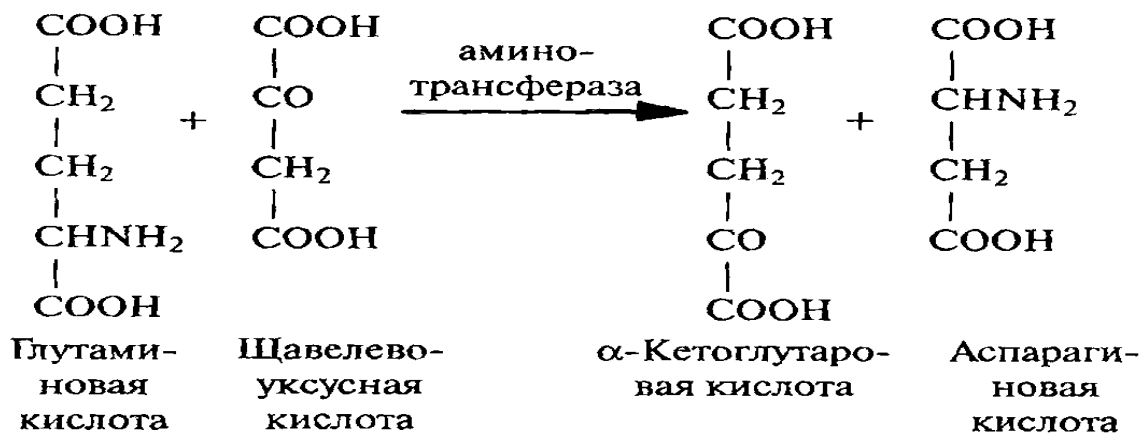 COOH COOH COOH COOH
амино-
трансфераза
CH₂ CO CH₂ CHNH₂
+ +
CH₂ CH₂ CH₂ CH₂
CHNH₂ COOH CO COOH
COOH COOH
Глутами- Щавелево- α-Кетоглутаро- Аспараги-
новая уксусная вая кислота новая
кислота кислота кислота